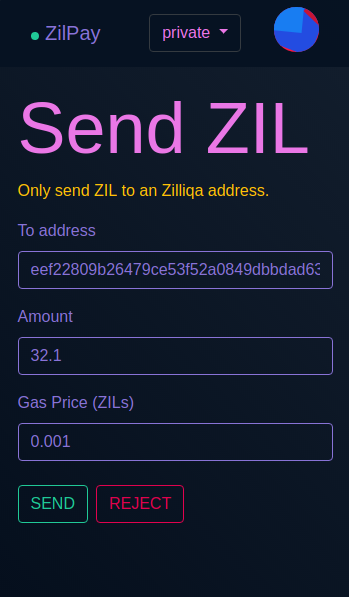 ZilPay
private
Send ZIL
Only send ZIL to an Zilliqa address.
To address
eef22809b26479ce53f52a0849dbbdad63
Amount
32.1
Gas Price (ZILs)
0.001
SEND REJECT